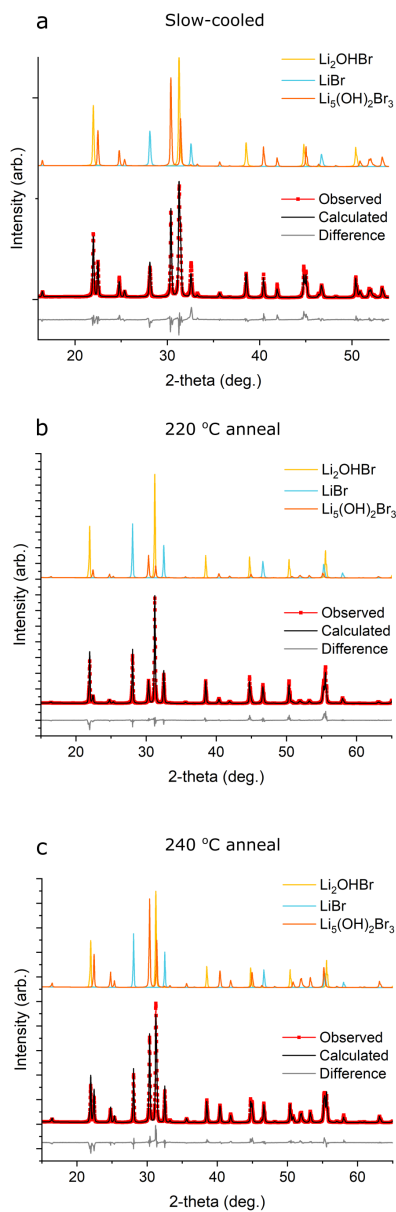 a
Slow-cooled
Li₂OHBr
LiBr
Li₅(OH)₂Br₃
Observed
Calculated
Difference
Intensity (arb.)
20 30 40 50
2-theta (deg.)
b
220 ⁰C anneal
Li₂OHBr
LiBr
Li₅(OH)₂Br₃
Observed
Calculated
Difference
Intensity (arb.)
20 30 40 50 60
2-theta (deg.)
c
240 ⁰C anneal
Li₂OHBr
LiBr
Li₅(OH)₂Br₃
Observed
Calculated
Difference
Intensity (arb.)
20 30 40 50 60
2-theta (deg.)